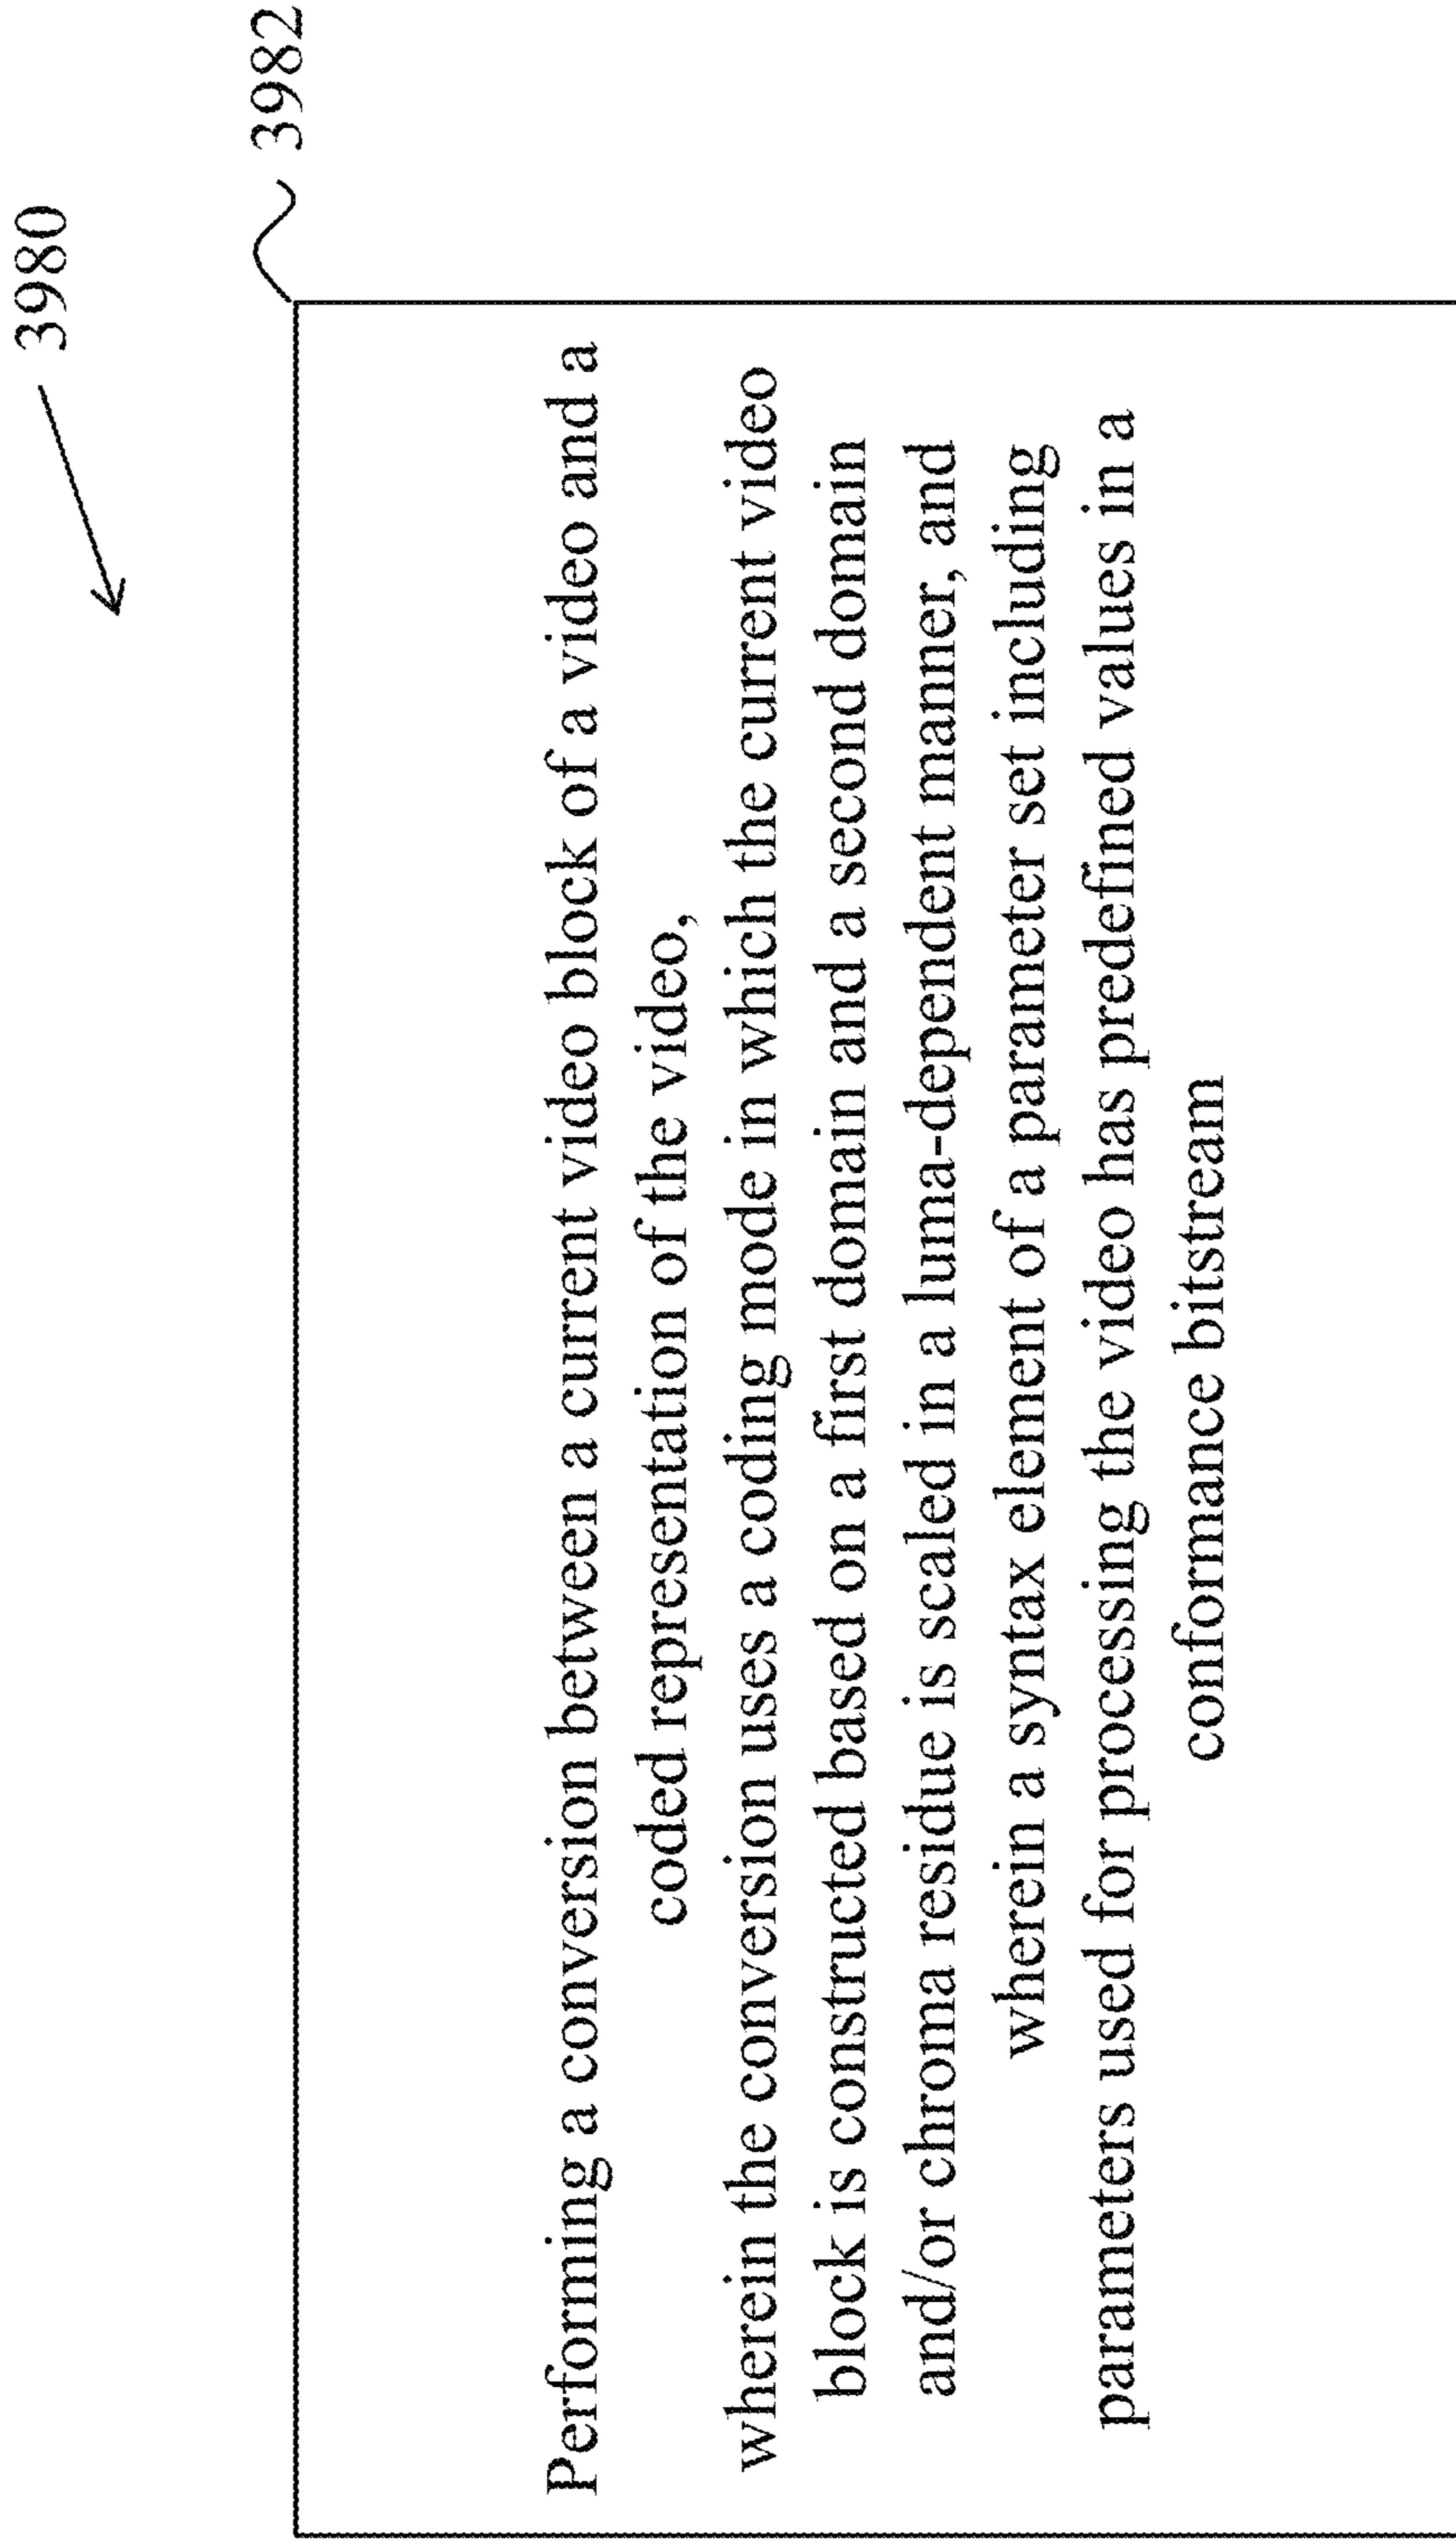 3980
3982
Performing a conversion between a current video block of a video and a
coded representation of the video,
wherein the conversion uses a coding mode in which the current video
block is constructed based on a first domain and a second domain
and/or chroma residue is scaled in a luma-dependent manner, and
wherein a syntax element of a parameter set including
parameters used for processing the video has predefined values in a
conformance bitstream